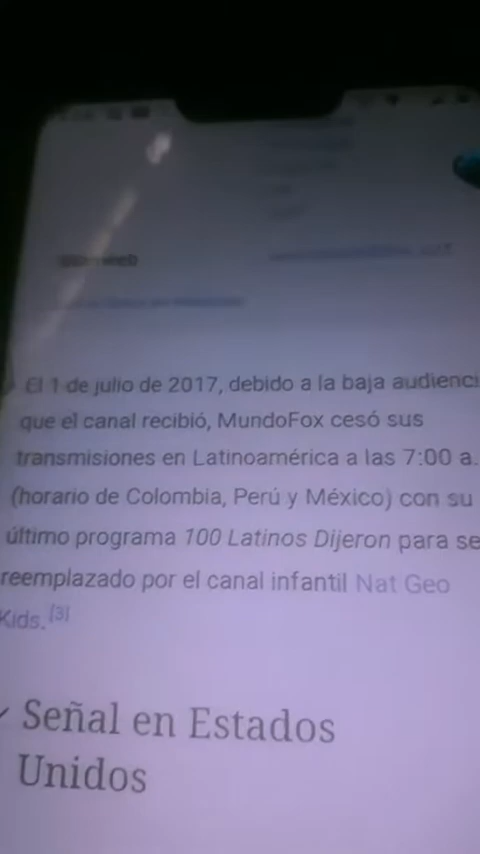 El 1 de julio de 2017, debido a la baja audienci
que el canal recibió, MundoFox cesó sus
transmisiones en Latinoamérica a las 7:00 a.
(horario de Colombia, Perú y México) con su
último programa 100 Latinos Dijeron para se
reemplazado por el canal infantil Nat Geo
Kids.[3]
Señal en Estados
Unidos